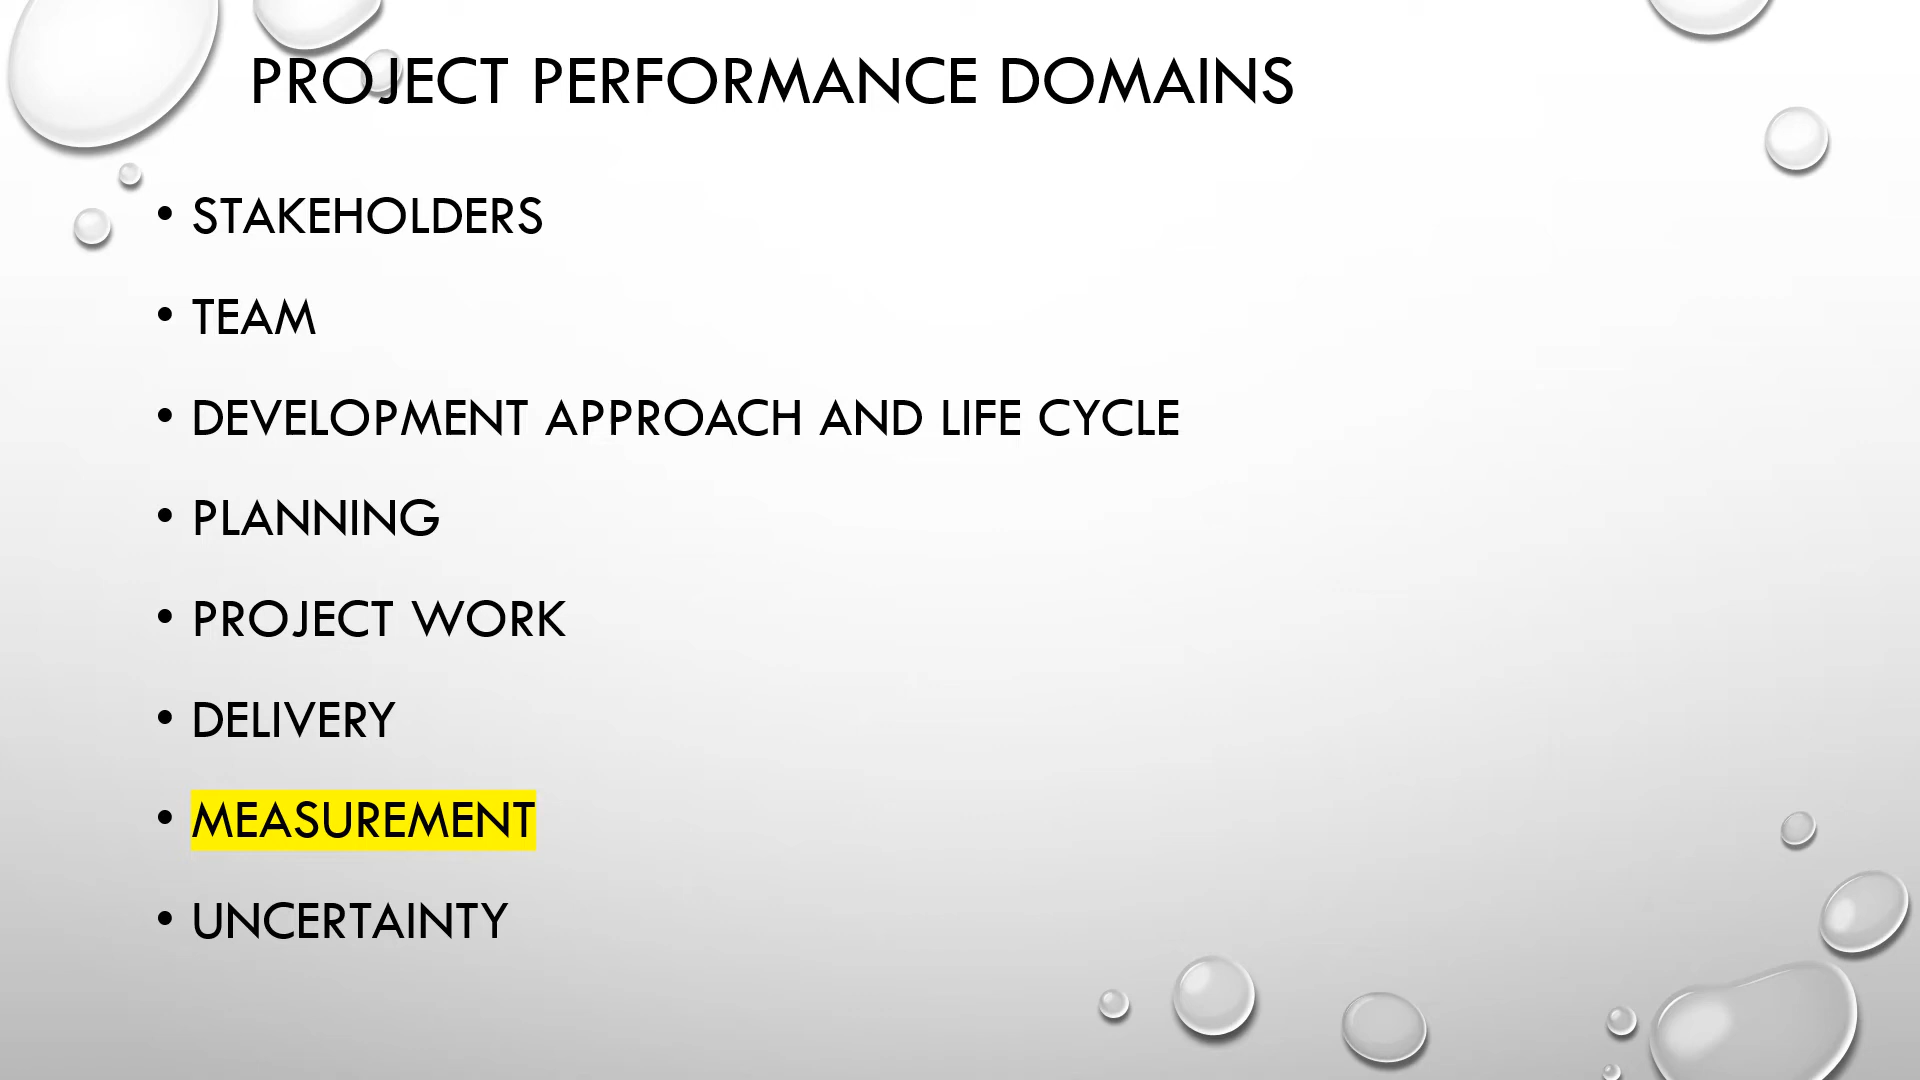 PROJECT PERFORMANCE DOMAINS
• STAKEHOLDERS
• TEAM
• DEVELOPMENT APPROACH AND LIFE CYCLE
• PLANNING
• PROJECT WORK
• DELIVERY
• MEASUREMENT
• UNCERTAINTY